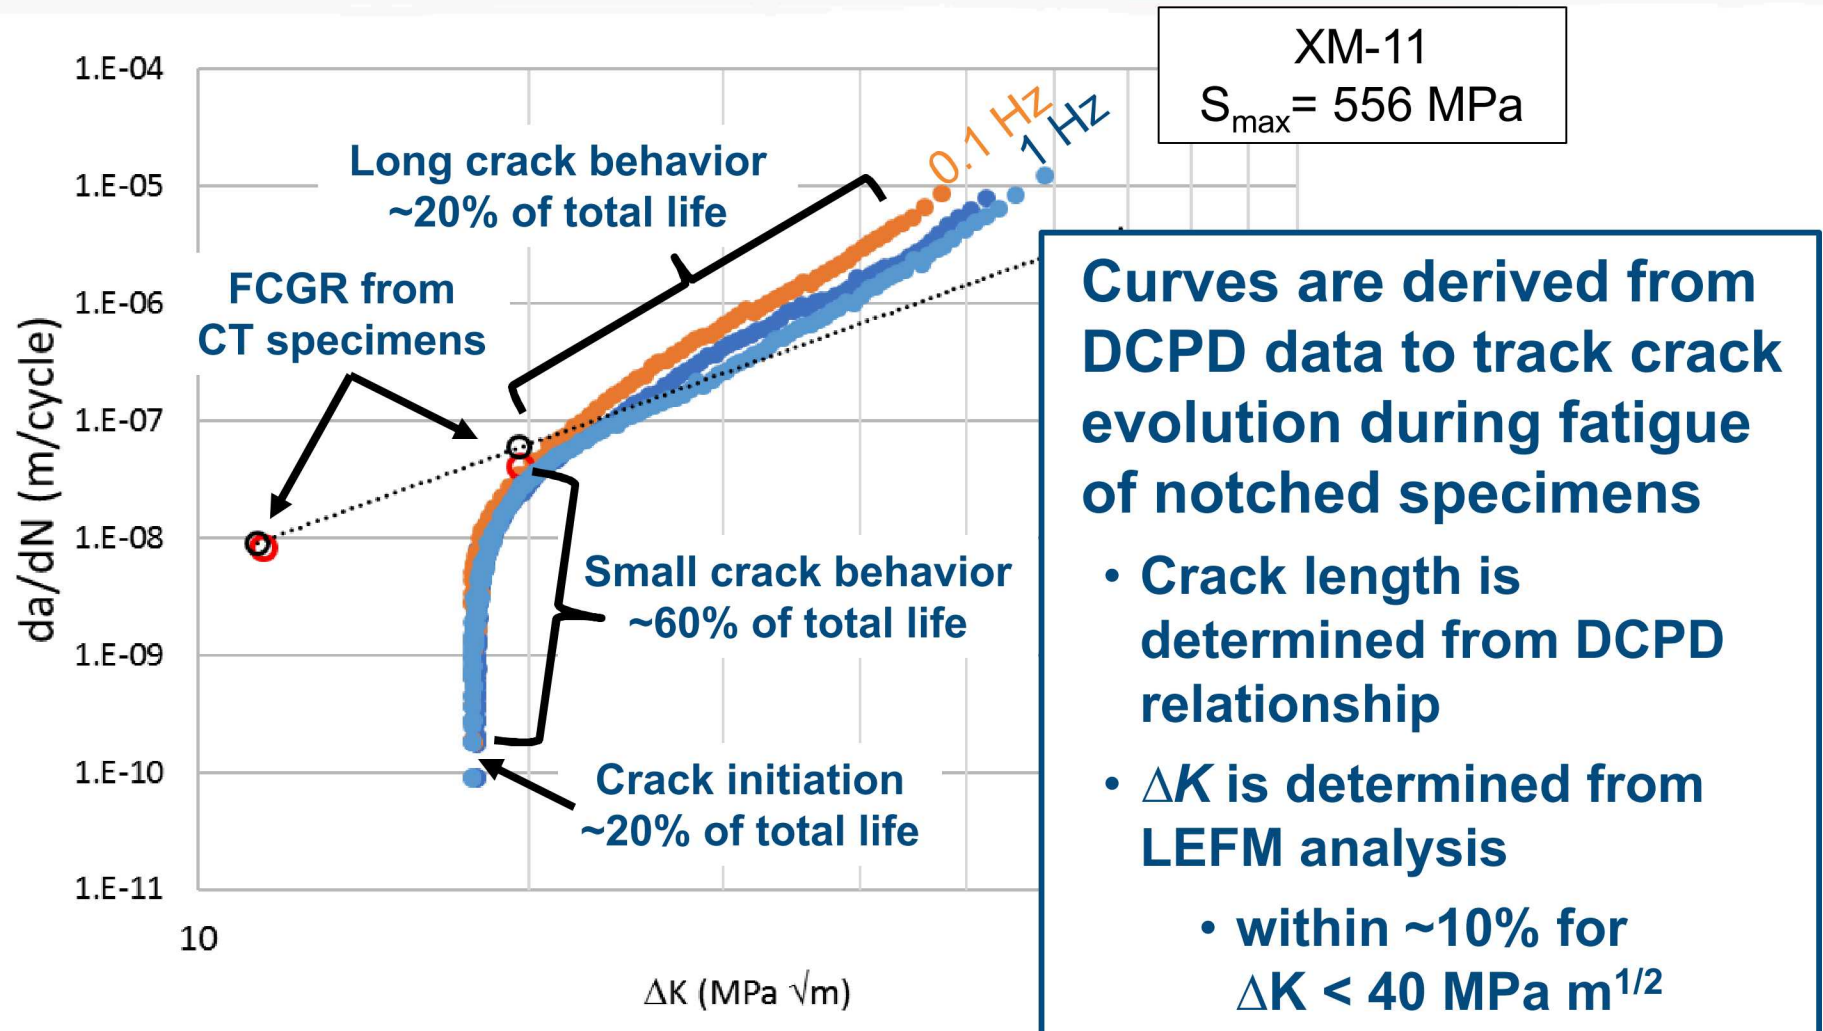 XM-11
Smax= 556 MPa
1.E-04
1.E-05
1.E-06
1.E-07
1.E-08
1.E-09
1.E-10
1.E-11
da/dN (m/cycle)
10
ΔK (MPa √m)
0.1 Hz
1 Hz
Long crack behavior
~20% of total life
FCGR from
CT specimens
Small crack behavior
~60% of total life
Crack initiation
~20% of total life
Curves are derived from
DCPD data to track crack
evolution during fatigue
of notched specimens
• Crack length is
determined from DCPD
relationship
• ΔK is determined from
LEFM analysis
• within ~10% for
ΔK < 40 MPa m1/2